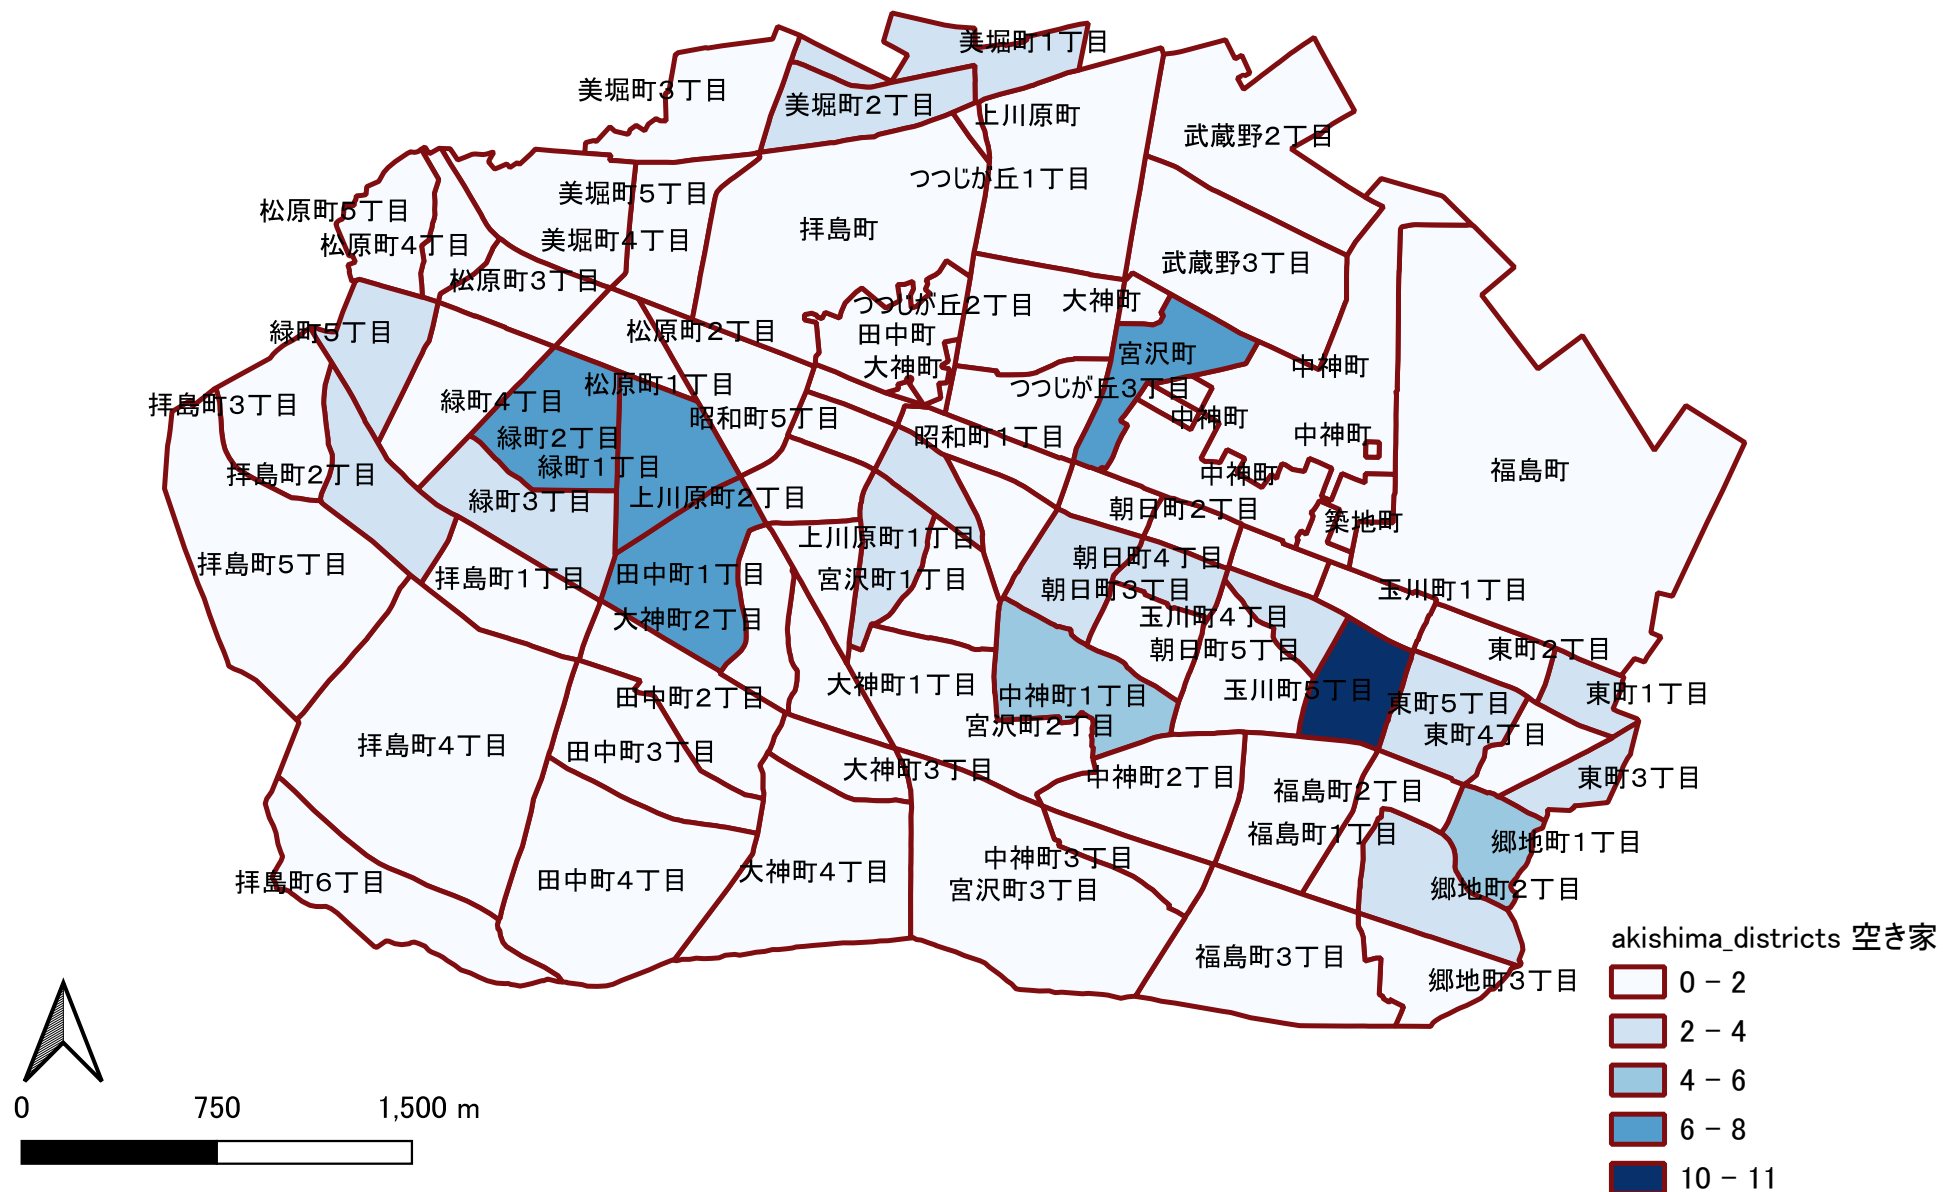 美堀町1丁目
美堀町3丁目
美堀町2丁目
上川原町
武蔵野2丁目
つつじが丘1丁目
美堀町5丁目
松原町5丁目
拝島町
美堀町4丁目
松原町4丁目
武蔵野3丁目
松原町3丁目
大神町
つつじが丘2丁目
緑町5丁目
松原町2丁目
田中町
宮沢町
大神町
中神町
松原町1丁目
つつじが丘3丁目
拝島町3丁目
緑町4丁目
昭和町5丁目
中神町
緑町2丁目
昭和町1丁目
中神町
緑町1丁目
拝島町2丁目
中神町
福島町
緑町3丁目
上川原町2丁目
朝日町2丁目
築地町
上川原町1丁目
朝日町4丁目
拝島町5丁目
拝島町1丁目
田中町1丁目
宮沢町1丁目
朝日町3丁目
玉川町1丁目
大神町2丁目
玉川町4丁目
朝日町5丁目
東町2丁目
大神町1丁目
田中町2丁目
中神町1丁目
玉川町5丁目
東町5丁目
東町1丁目
宮沢町2丁目
東町4丁目
拝島町4丁目
田中町3丁目
大神町3丁目
中神町2丁目
東町3丁目
福島町2丁目
福島町1丁目
郷地町1丁目
中神町3丁目
拝島町6丁目
田中町4丁目
大神町4丁目
宮沢町3丁目
郷地町2丁目
福島町3丁目
郷地町3丁目
akishima_districts 空き家
0 - 2
2 - 4
4 - 6
6 - 8
10 - 11
0 750 1,500 m